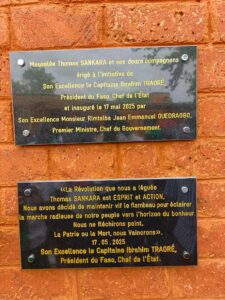 Mausolée Thomas SANKARA et ses douze compagnons
érigé à l'initiative de
Son Excellence le Capitaine Ibrahim TRAORÉ,
Président du Faso, Chef de l'État
et inauguré le 17 mai 2025 par
Son Excellence Monsieur Rimtalba Jean Emmanuel OUEDRAOGO,
Premier Ministre, Chef du Gouvernement.
«La Révolution que nous a léguée
Thomas SANKARA est ESPRIT et ACTION.
Nous avons décidé de maintenir vif le flambeau pour éclairer
la marche radieuse de notre peuple vers l'horizon du bonheur.
Nous ne fléchirons point.
La Patrie ou la Mort, nous Vaincrons».
17 . 05 . 2025
Son Excellence le Capitaine Ibrahim TRAORÉ,
Président du Faso, Chef de l'État.